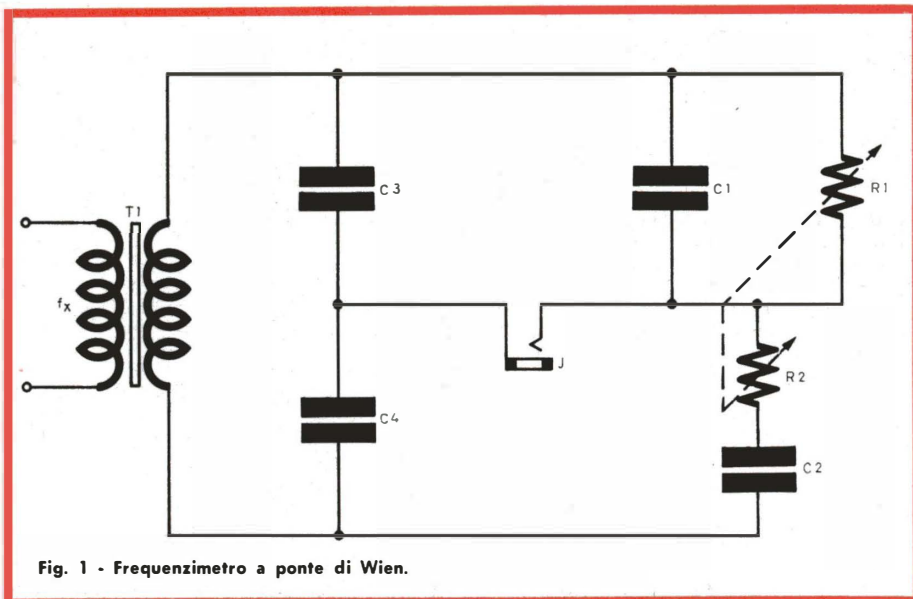 T1
fx
C3
C1
R1
J
R2
C4
C2
Fig. 1 - Frequenzimetro a ponte di Wien.